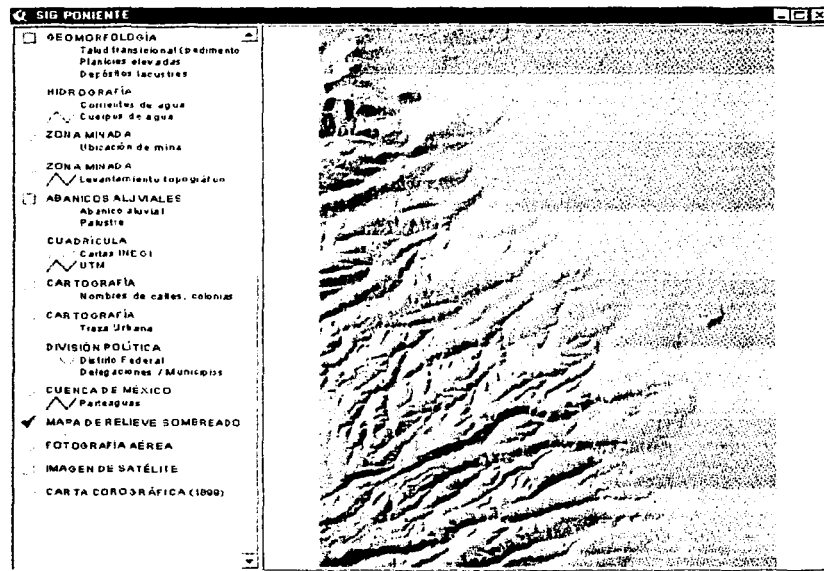 SIG PONIENTE
GEOMORFOLOGÍA
Talud transicional (pedimento
Planicies elevadas
Depósitos lacustres
HIDROGRAFÍA
Corrientes de agua
Cuerpos de agua
ZONA MINADA
Ubicación de mina
ZONA MINADA
Levantamiento topográfico
ABANICOS ALUVIALES
Abanico aluvial
Palustre
CUADRÍCULA
Cartas INEGI
UTM
CARTOGRAFÍA
Nombres de calles, colonias
CARTOGRAFÍA
Traza Urbana
DIVISIÓN POLÍTICA
Distrito Federal
Delegaciones / Municipios
CUENCA DE MÉXICO
Parteaguas
MAPA DE RELIEVE SOMBREADO
FOTOGRAFÍA AÉREA
IMAGEN DE SATÉLITE
CARTA COROGRÁFICA (1899)